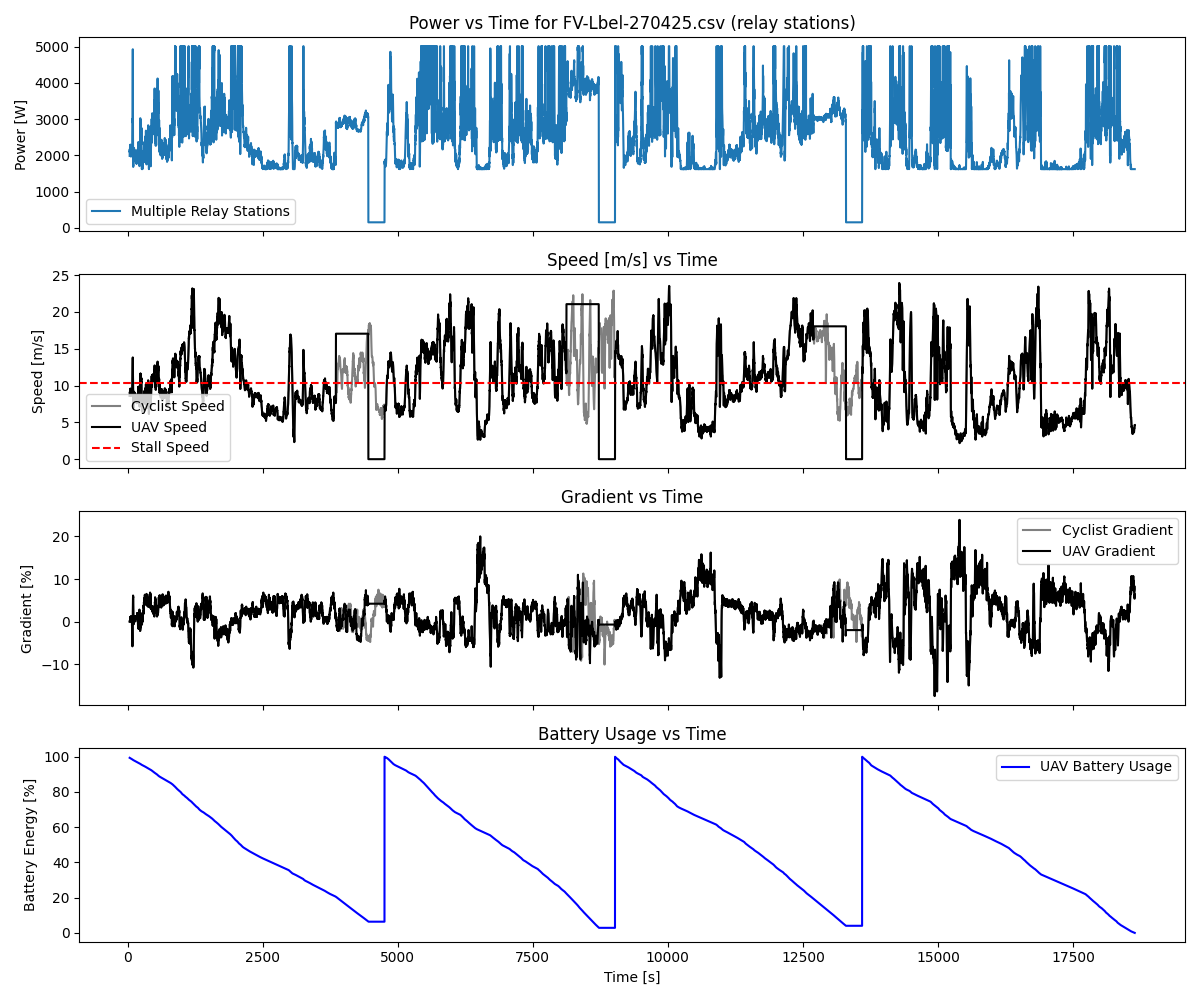 Power vs Time for FV-Lbel-270425.csv (relay stations)
5000
4000
3000
2000
1000
0
Power [W]
Multiple Relay Stations
Speed [m/s] vs Time
25
20
15
10
5
0
Speed [m/s]
Cyclist Speed
UAV Speed
Stall Speed
Gradient vs Time
20
10
0
−10
Gradient [%]
Cyclist Gradient
UAV Gradient
Battery Usage vs Time
100
80
60
40
20
0
Battery Energy [%]
UAV Battery Usage
0 2500 5000 7500 10000 12500 15000 17500
Time [s]